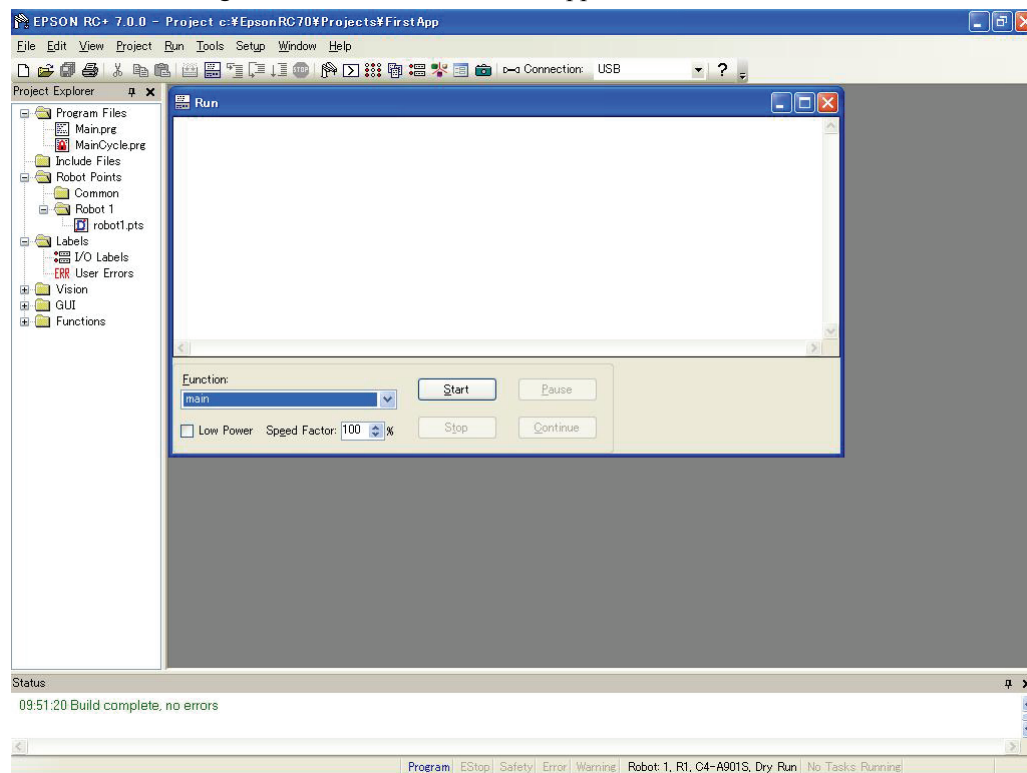 EPSON RC+ 7.0.0 - Project c:¥EpsonRC70¥Projects¥FirstApp
File Edit View Project Run Tools Setup Window Help
Connection: USB
?
Project Explorer
Program Files
Main.prg
MainCycle.prg
Include Files
Robot Points
Common
Robot 1
robot1.pts
Labels
I/O Labels
ERR User Errors
Vision
GUI
Functions
Run
Function:
main
Start Pause
Low Power Speed Factor: 100 %
Stop Continue
Status
09:51:20 Build complete, no errors
Program EStop Safety Error Warning Robot: 1, R1, C4-A901S, Dry Run No Tasks Running